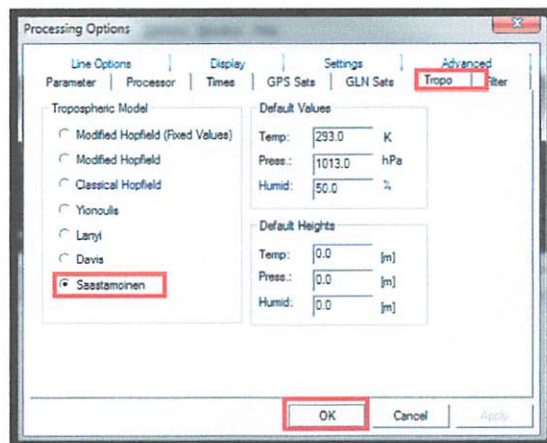 Processing Options
Line Options Display Settings Advanced
Parameter Processor Times GPS Sats GLN Sats Tropo Filter
Tropospheric Model
Modified Hopfield (Fixed Values)
Modified Hopfield
Classical Hopfield
Yionoulis
Lanyi
Davis
Saastamoinen
Default Values
Temp: 293.0 K
Press.: 1013.0 hPa
Humid: 50.0 %
Default Heights
Temp: 0.0 [m]
Press.: 0.0 [m]
Humid: 0.0 [m]
OK Cancel Apply